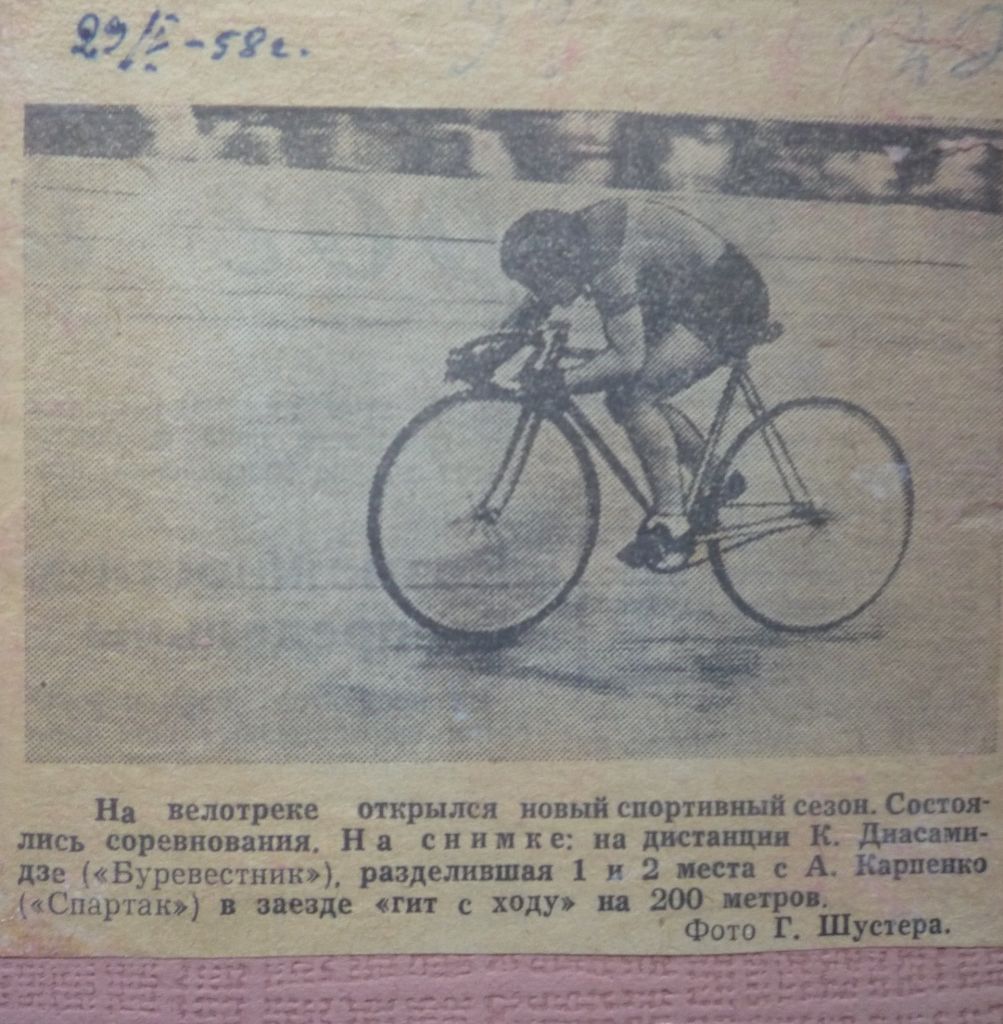 29/V-58г.
На велотреке открылся новый спортивный сезон. Состоя-
лись соревнования. На снимке: на дистанции К. Диасами-
дзе («Буревестник»), разделившая 1 и 2 места с А. Карпенко
(«Спартак») в заезде «гит с ходу» на 200 метров.
Фото Г. Шустера.